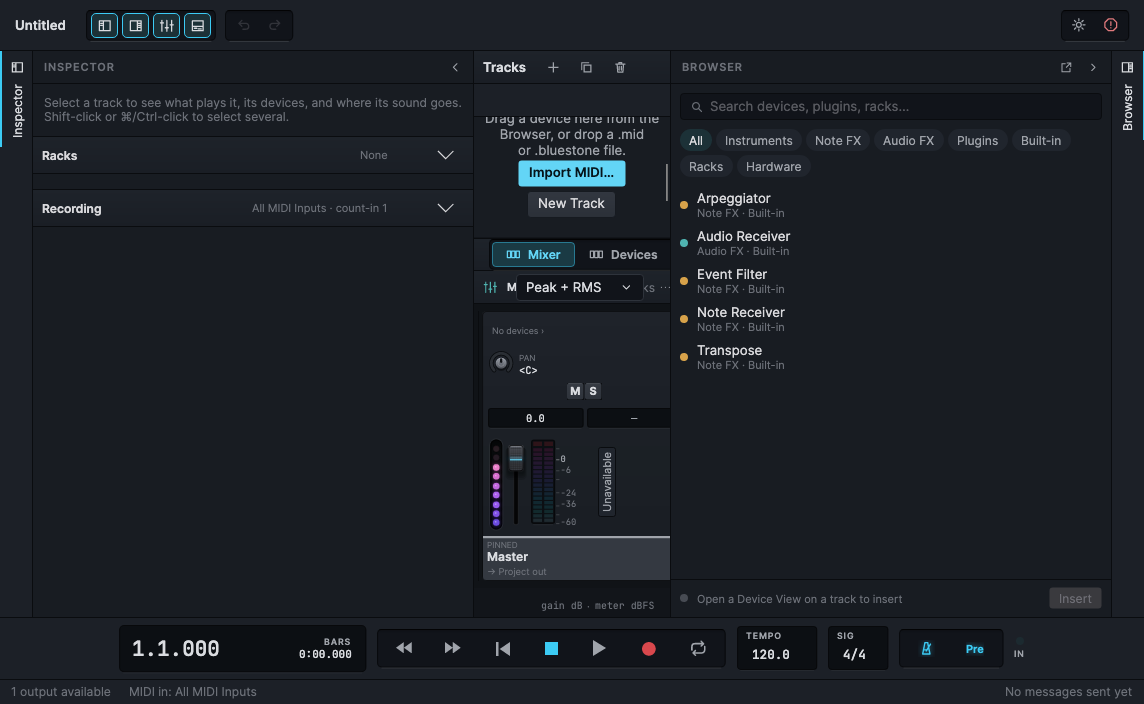 Untitled
Inspector
INSPECTOR
Select a track to see what plays it, its devices, and where its sound goes.
Shift-click or ⌘/Ctrl-click to select several.
Racks
None
Recording
All MIDI Inputs · count-in 1
Tracks
Drag a device here from the
Browser, or drop a .mid
or .bluestone file.
Import MIDI...
New Track
Mixer
Devices
M
Peak + RMS
ks ···
No devices ›
PAN
<C>
M S
0.0
–
-0
-6
-24
-36
-60
Unavailable
PINNED
Master
→ Project out
gain dB · meter dBFS
BROWSER
Search devices, plugins, racks...
All
Instruments
Note FX
Audio FX
Plugins
Built-in
Racks
Hardware
Arpeggiator
Note FX · Built-in
Audio Receiver
Audio FX · Built-in
Event Filter
Note FX · Built-in
Note Receiver
Note FX · Built-in
Transpose
Note FX · Built-in
Open a Device View on a track to insert
Insert
Browser
1.1.000
BARS
0:00.000
TEMPO
120.0
SIG
4/4
Pre
IN
1 output available
MIDI in: All MIDI Inputs
No messages sent yet